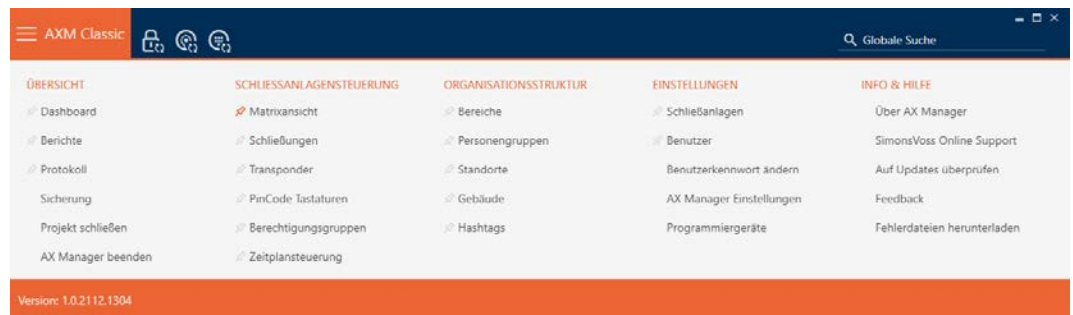 AXM Classic
Globale Suche
ÜBERSICHT
Dashboard
Berichte
Protokoll
Sicherung
Projekt schließen
AX Manager beenden
SCHLIESSANLAGENSTEUERUNG
Matrixansicht
Schließungen
Transponder
PinCode Tastaturen
Berechtigungsgruppen
Zeitplansteuerung
ORGANISATIONSSTRUKTUR
Bereiche
Personengruppen
Standorte
Gebäude
Hashtags
EINSTELLUNGEN
Schließanlagen
Benutzer
Benutzerkennwort ändern
AX Manager Einstellungen
Programmiergeräte
INFO & HILFE
Über AX Manager
SimonsVoss Online Support
Auf Updates überprüfen
Feedback
Fehlerdateien herunterladen
Version: 1.0.2112.1304